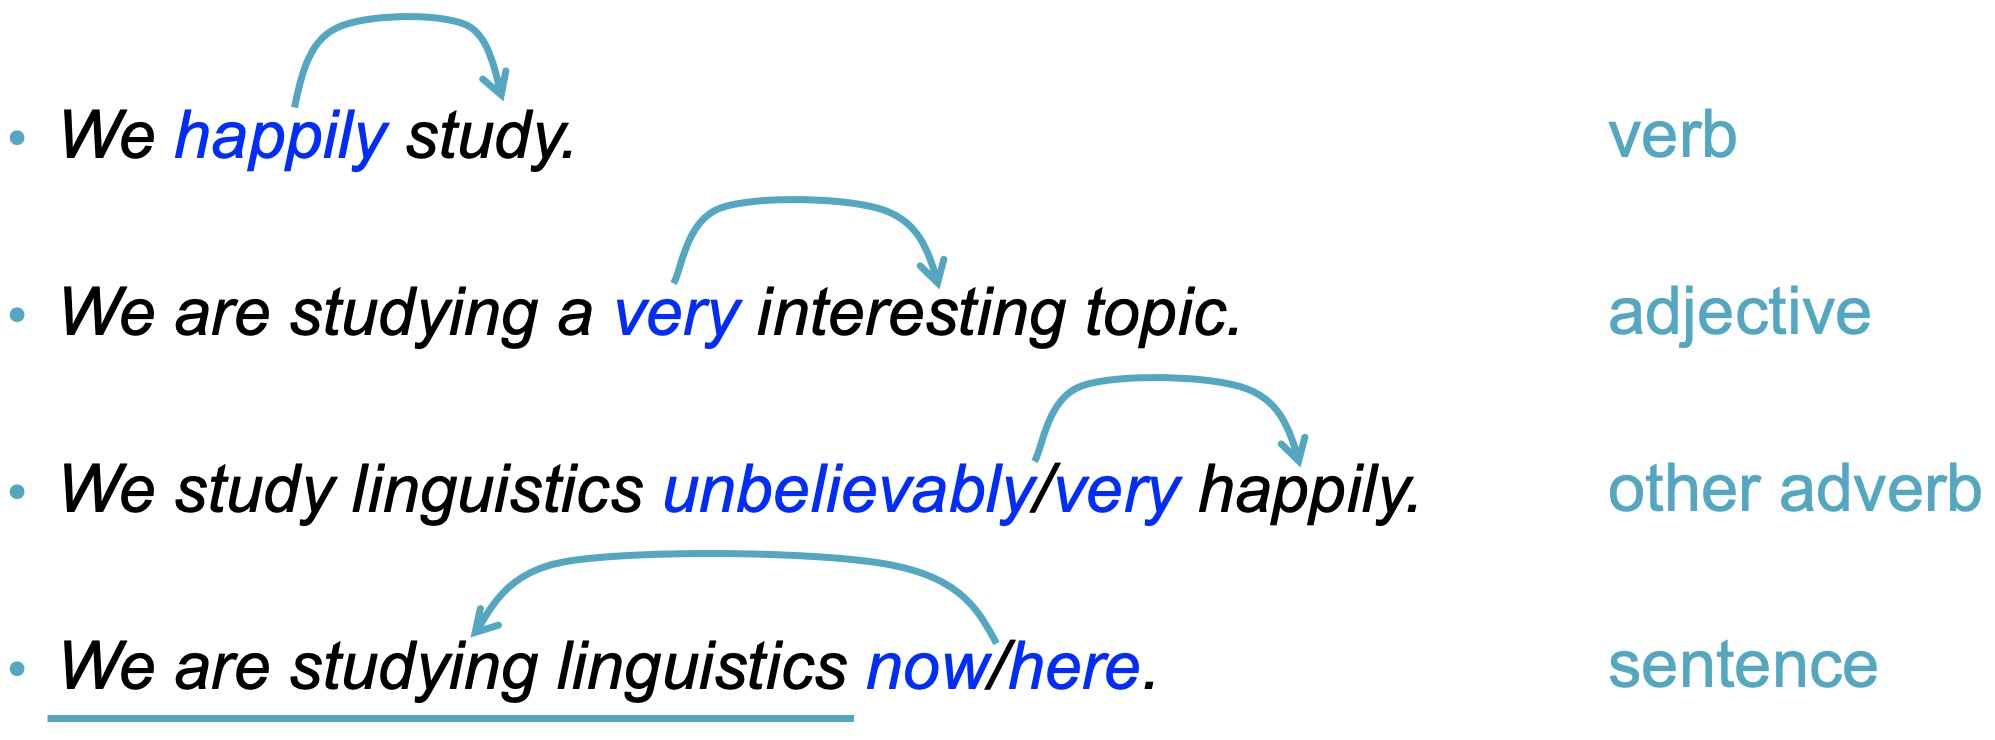 • We happily study. verb
• We are studying a very interesting topic. adjective
• We study linguistics unbelievably/very happily. other adverb
• We are studying linguistics now/here. sentence